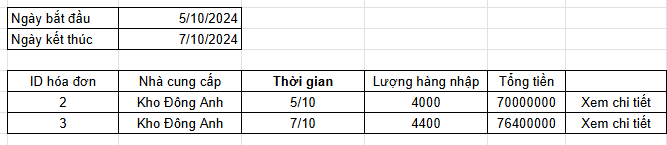 Ngày bắt đầu 5/10/2024
Ngày kết thúc 7/10/2024
ID hóa đơn Nhà cung cấp Thời gian Lượng hàng nhập Tổng tiền
2 Kho Đông Anh 5/10 4000 70000000 Xem chi tiết
3 Kho Đông Anh 7/10 4400 76400000 Xem chi tiết